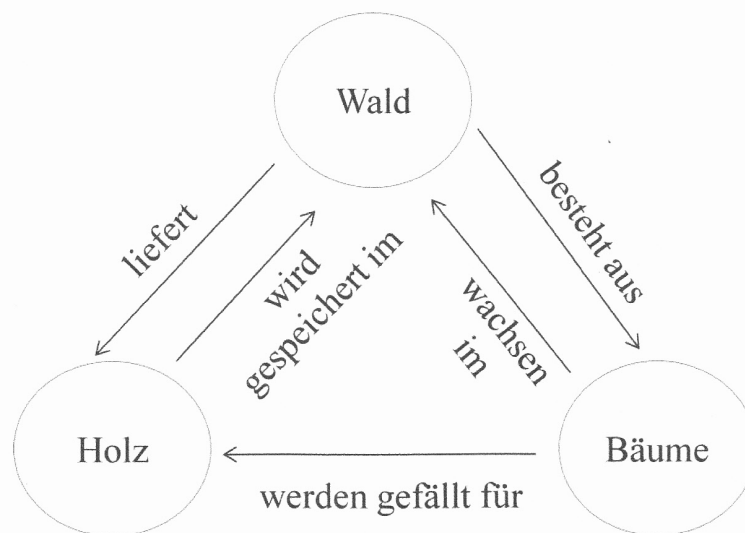 Wald
liefert
wird
gespeichert im
besteht aus
wachsen
im
Holz
Bäume
werden gefällt für